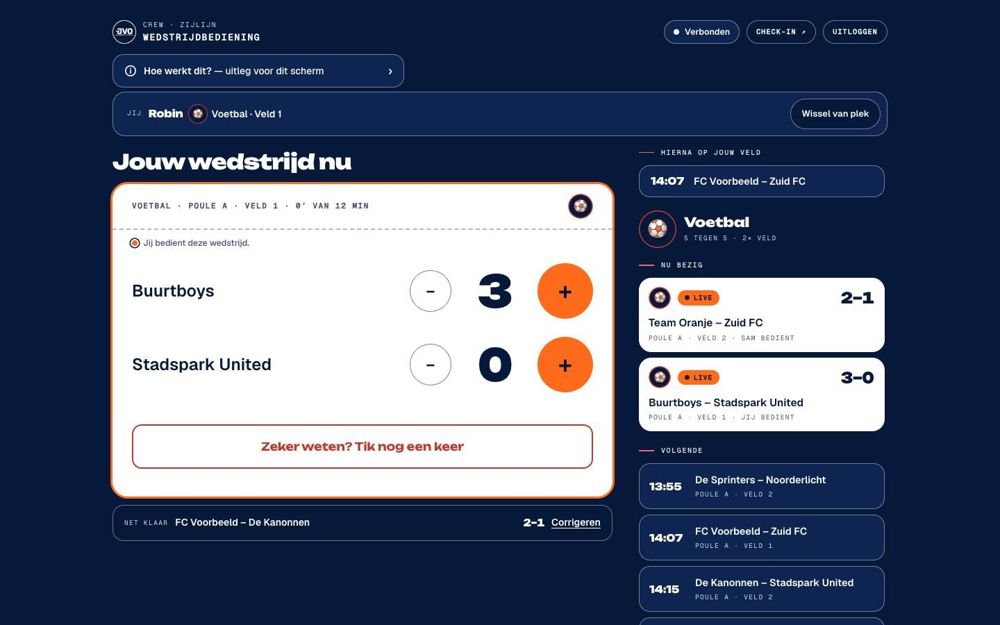 JVO
CREW · ZIJLIJN
WEDSTRIJDBEDIENING
Verbonden
CHECK-IN ↗
UITLOGGEN
Hoe werkt dit? — uitleg voor dit scherm
JIJ Robin Voetbal · Veld 1
Wissel van plek
Jouw wedstrijd nu
VOETBAL · POULE A · VELD 1 · 0' VAN 12 MIN
Jij bedient deze wedstrijd.
Buurtboys - 3 +
Stadspark United - 0 +
Zeker weten? Tik nog een keer
NET KLAAR FC Voorbeeld – De Kanonnen 2–1 Corrigeren
HIERNA OP JOUW VELD
14:07 FC Voorbeeld – Zuid FC
Voetbal
5 TEGEN 5 · 2× VELD
NU BEZIG
LIVE 2–1
Team Oranje – Zuid FC
POULE A · VELD 2 · SAM BEDIENT
LIVE 3–0
Buurtboys – Stadspark United
POULE A · VELD 1 · JIJ BEDIENT
VOLGENDE
13:55 De Sprinters – Noorderlicht
POULE A · VELD 2
14:07 FC Voorbeeld – Zuid FC
POULE A · VELD 1
14:15 De Kanonnen – Stadspark United
POULE A · VELD 2